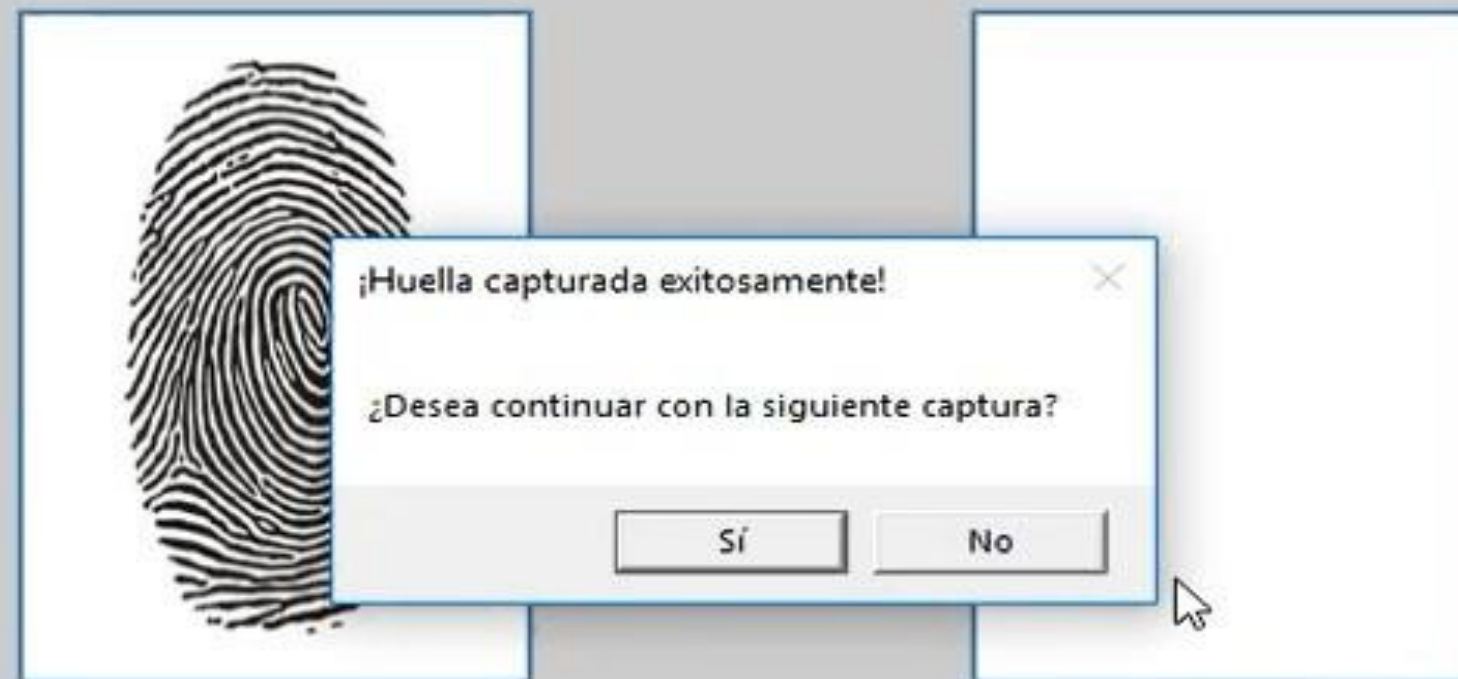 ¡Huella capturada exitosamente!
¿Desea continuar con la siguiente captura?
Sí
No